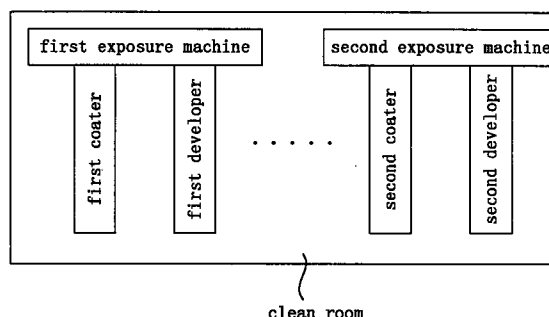 first exposure machine
second exposure machine
first coater
first developer
. . . . .
second coater
second developer
clean room